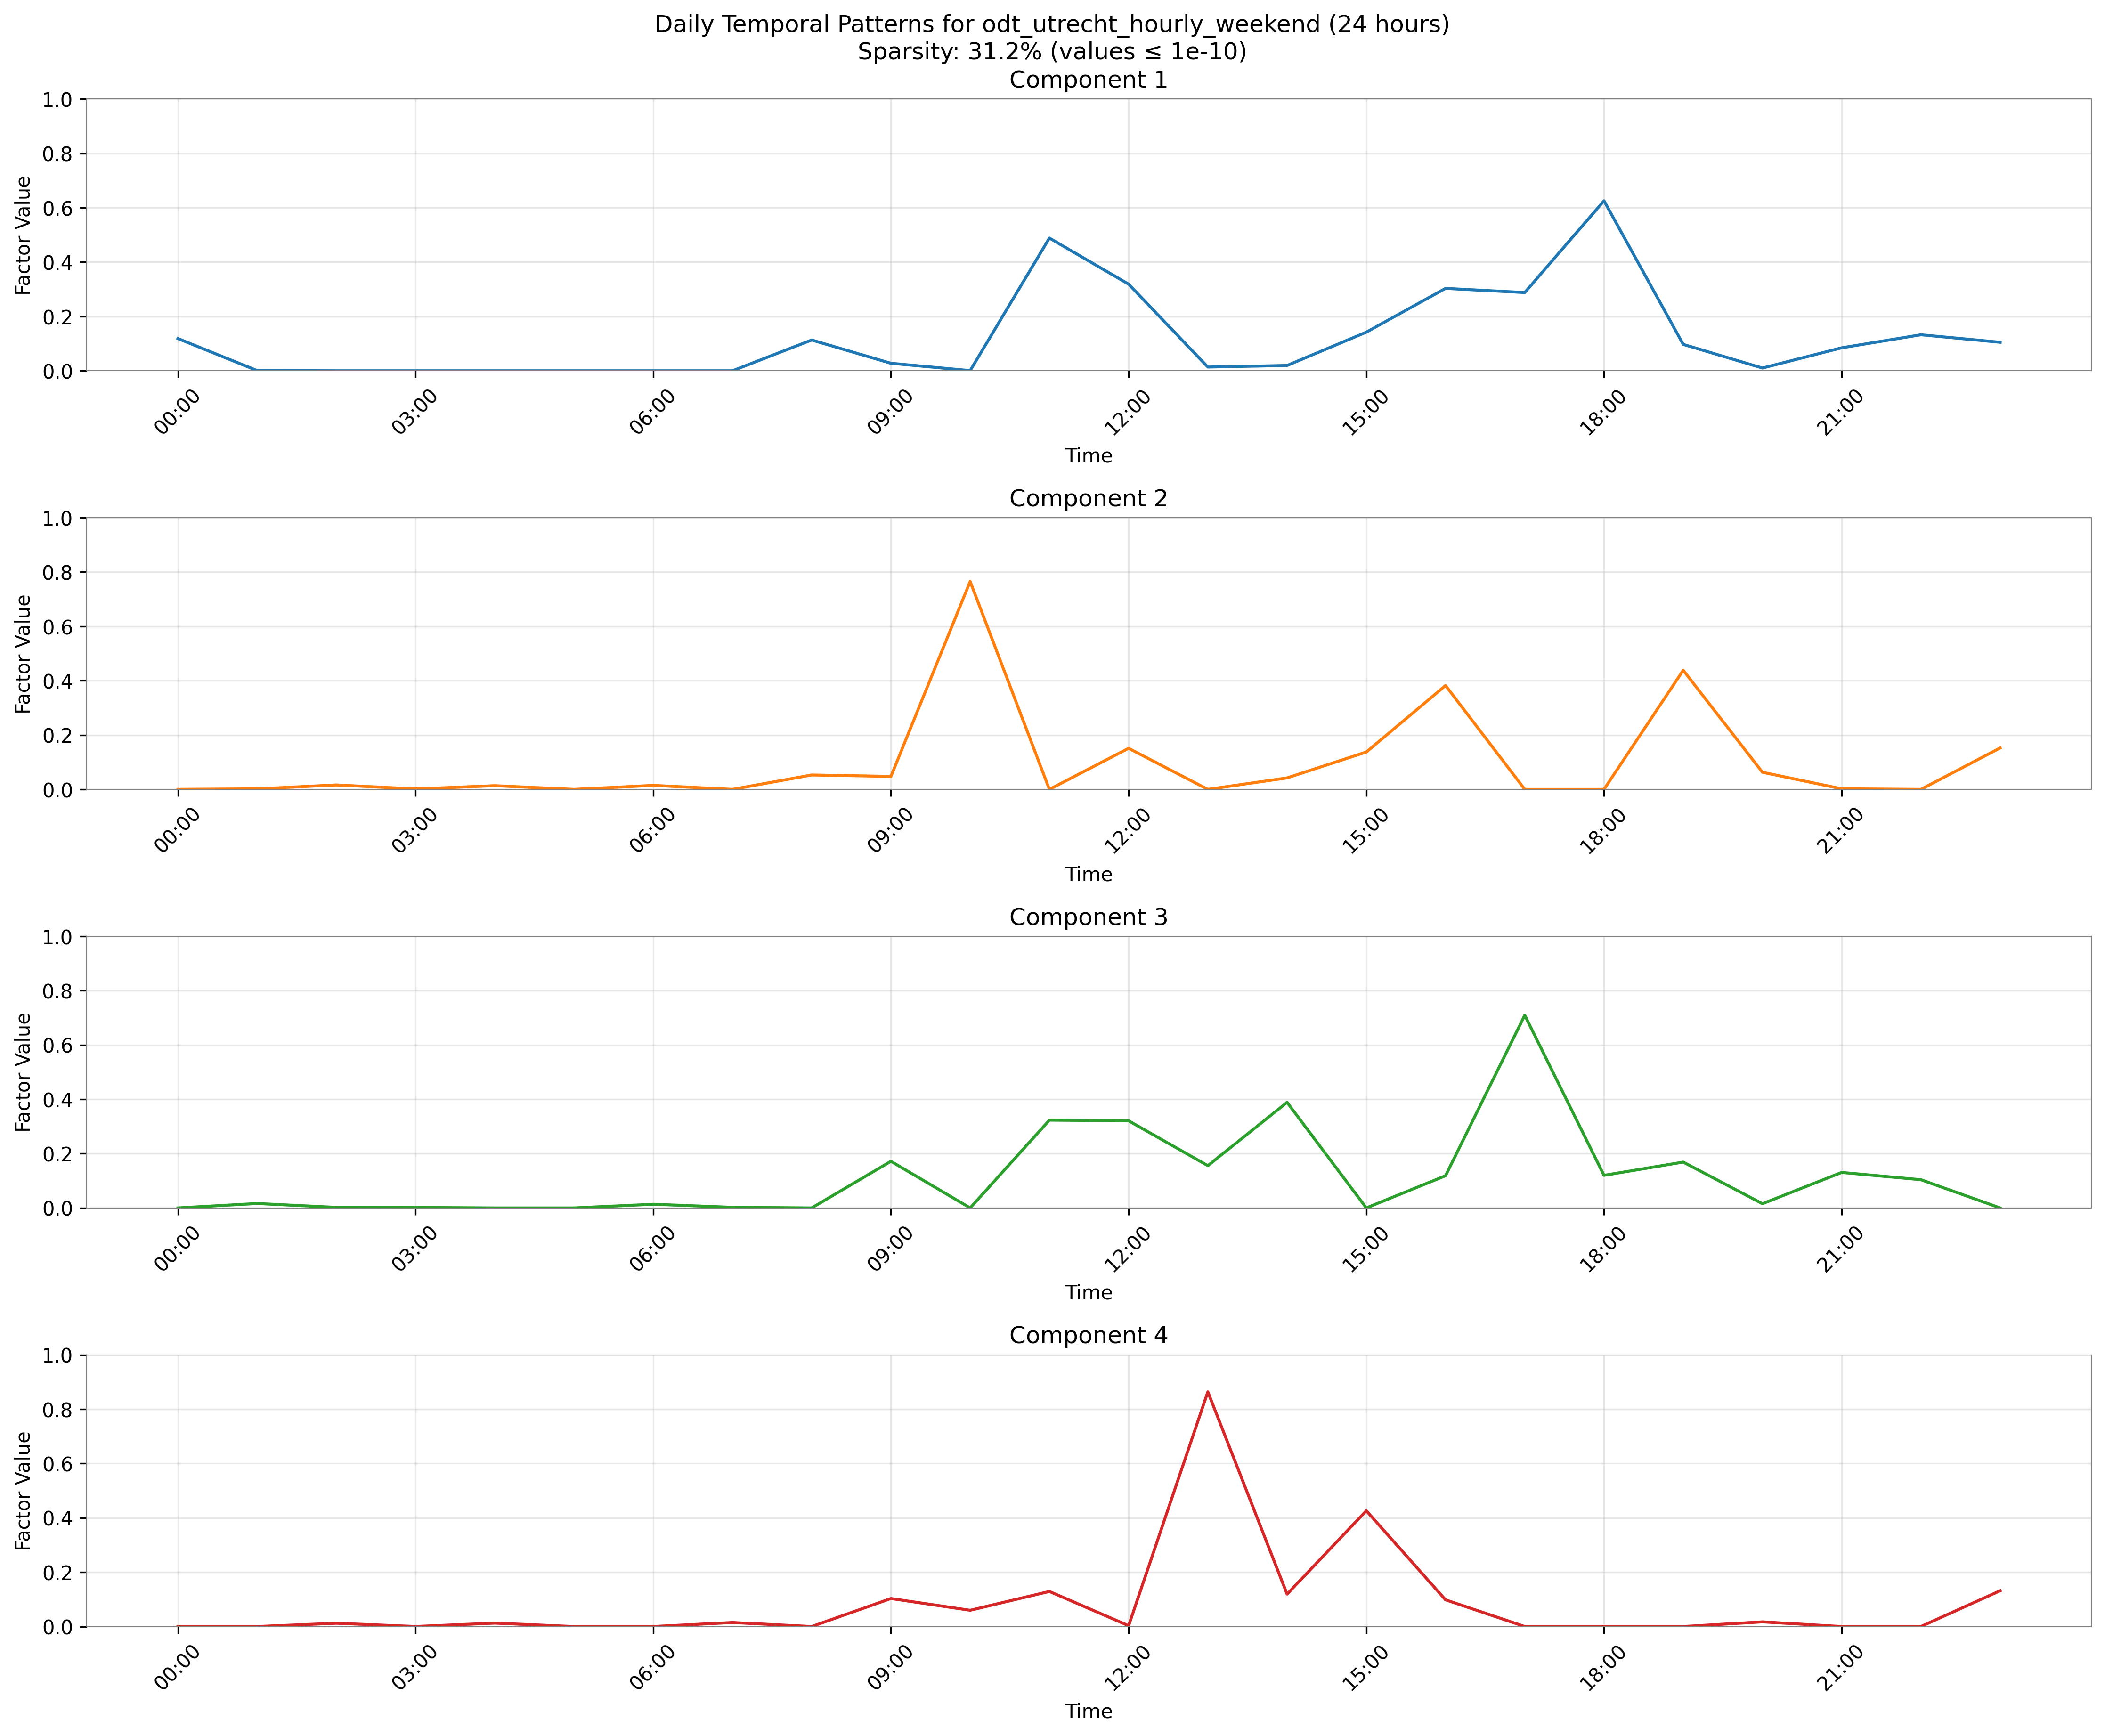 Daily Temporal Patterns for odt_utrecht_hourly_weekend (24 hours)
Sparsity: 31.2% (values ≤ 1e-10)
Component 1
1.0
0.8
0.6
0.4
0.2
0.0
Factor Value
00:00 03:00 06:00 09:00 12:00 15:00 18:00 21:00
Time
Component 2
1.0
0.8
0.6
0.4
0.2
0.0
Factor Value
00:00 03:00 06:00 09:00 12:00 15:00 18:00 21:00
Time
Component 3
1.0
0.8
0.6
0.4
0.2
0.0
Factor Value
00:00 03:00 06:00 09:00 12:00 15:00 18:00 21:00
Time
Component 4
1.0
0.8
0.6
0.4
0.2
0.0
Factor Value
00:00 03:00 06:00 09:00 12:00 15:00 18:00 21:00
Time